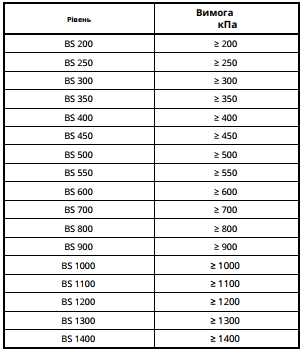 Рівень Вимога
кПа
BS 200 ≥ 200
BS 250 ≥ 250
BS 300 ≥ 300
BS 350 ≥ 350
BS 400 ≥ 400
BS 450 ≥ 450
BS 500 ≥ 500
BS 550 ≥ 550
BS 600 ≥ 600
BS 700 ≥ 700
BS 800 ≥ 800
BS 900 ≥ 900
BS 1000 ≥ 1000
BS 1100 ≥ 1100
BS 1200 ≥ 1200
BS 1300 ≥ 1300
BS 1400 ≥ 1400